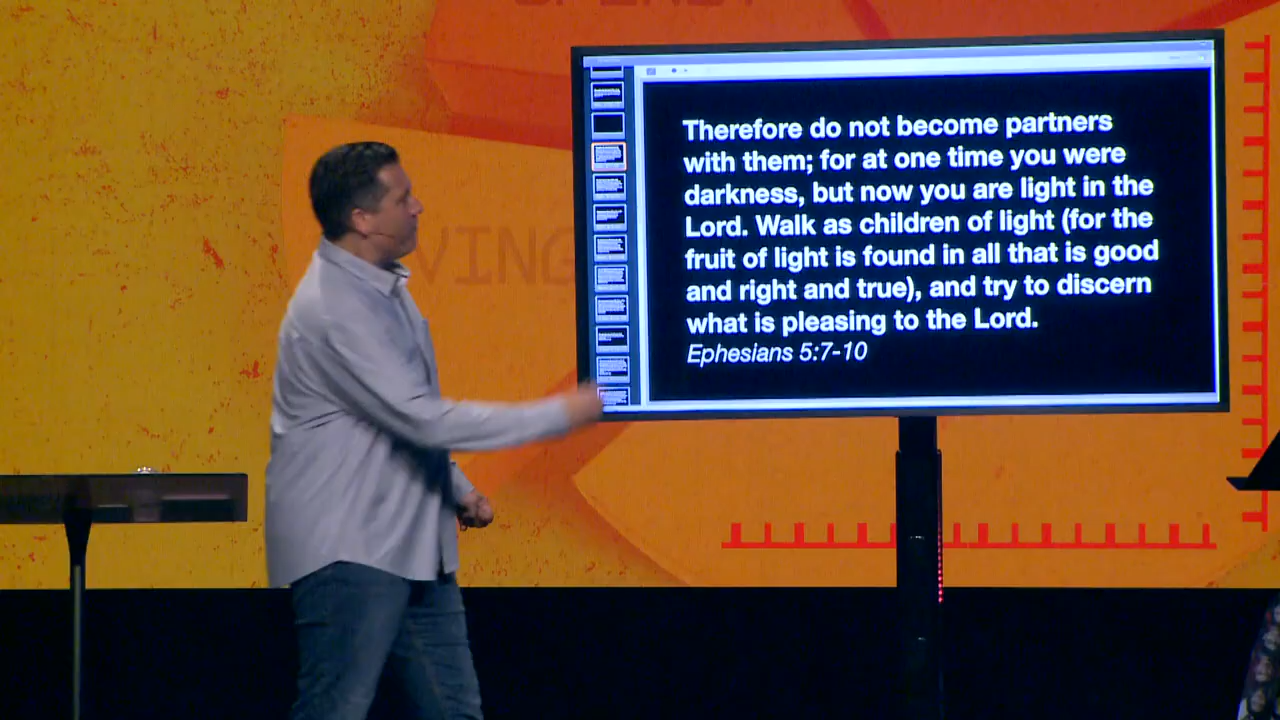 Therefore do not become partners
with them; for at one time you were
darkness, but now you are light in the
Lord. Walk as children of light (for the
fruit of light is found in all that is good
and right and true), and try to discern
what is pleasing to the Lord.
Ephesians 5:7-10